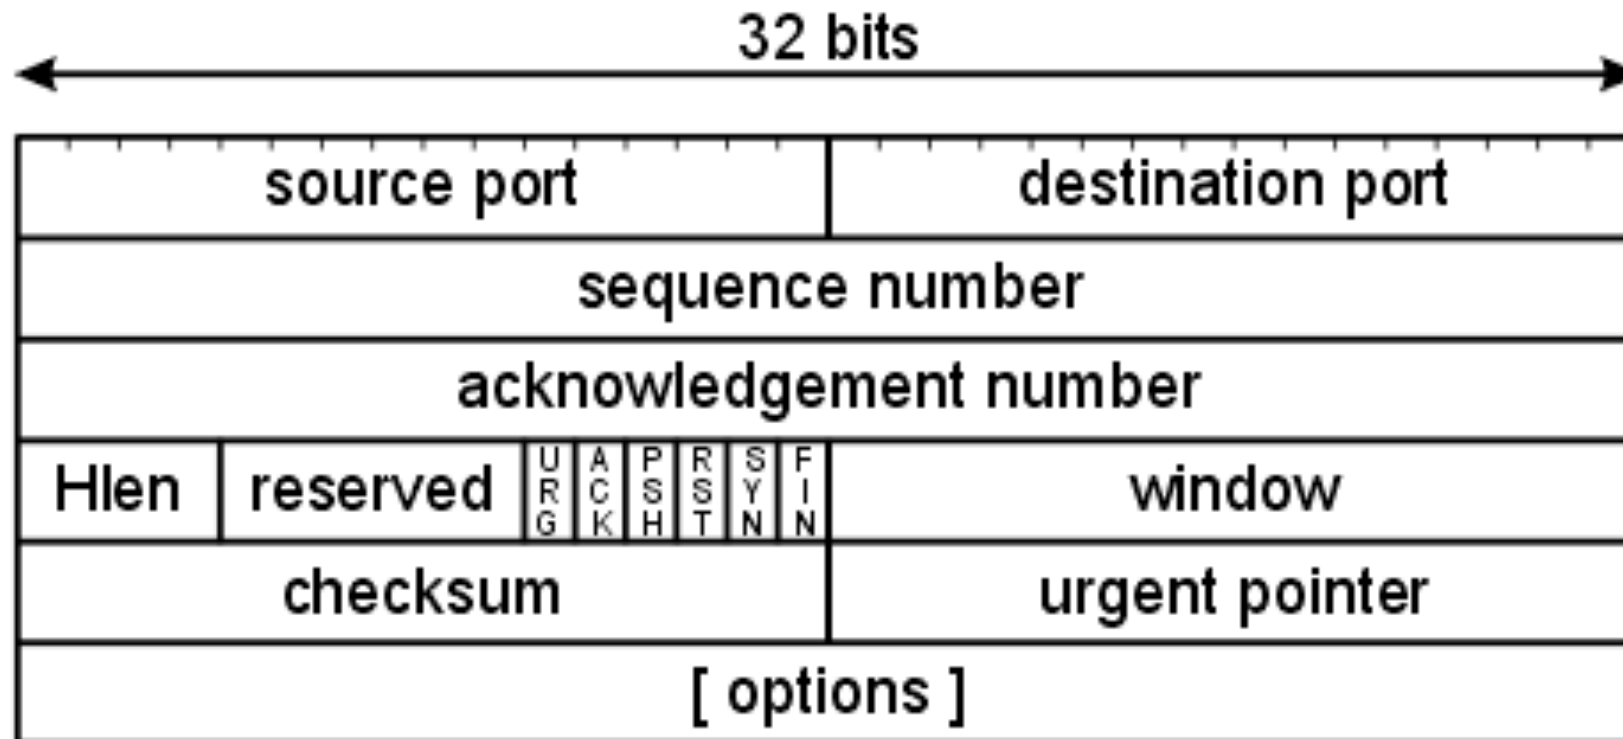 32 bits
source port destination port
sequence number
acknowledgement number
Hlen reserved URG ACK PSH RST SYN FIN window
checksum urgent pointer
[ options ]